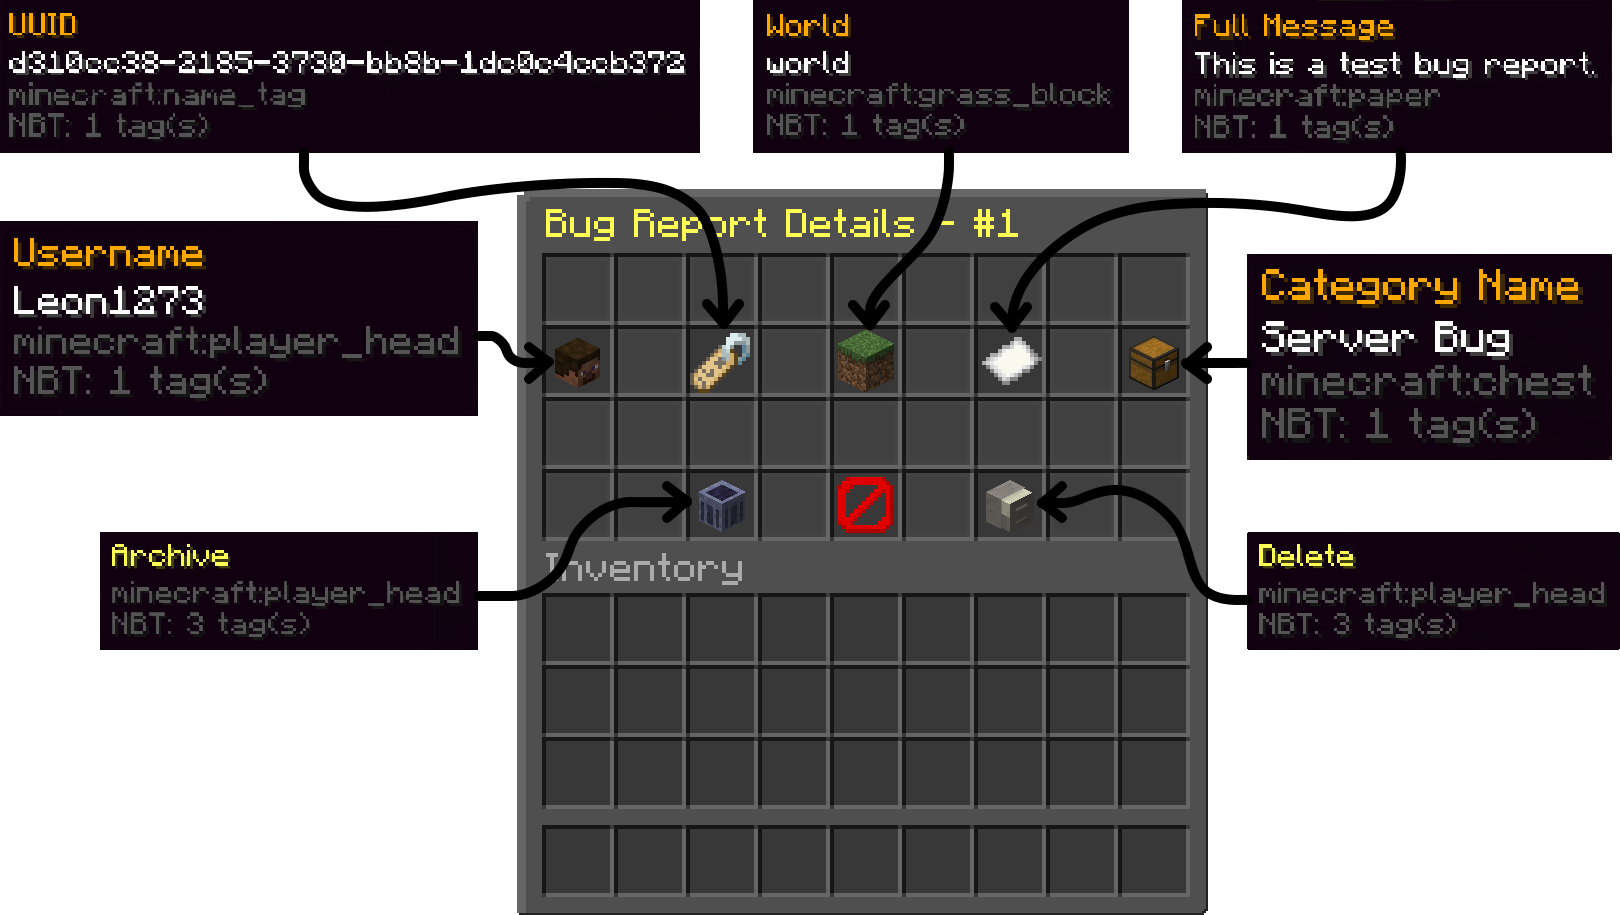 UUID
d310cc38-2185-3730-bb8b-1dc0c4ccb372
minecraft:name_tag
NBT: 1 tag(s)
World
world
minecraft:grass_block
NBT: 1 tag(s)
Full Message
This is a test bug report.
minecraft:paper
NBT: 1 tag(s)
Bug Report Details - #1
Username
Leon1273
minecraft:player_head
NBT: 1 tag(s)
Category Name
Server Bug
minecraft:chest
NBT: 1 tag(s)
Archive
minecraft:player_head
NBT: 3 tag(s)
Inventory
Delete
minecraft:player_head
NBT: 3 tag(s)